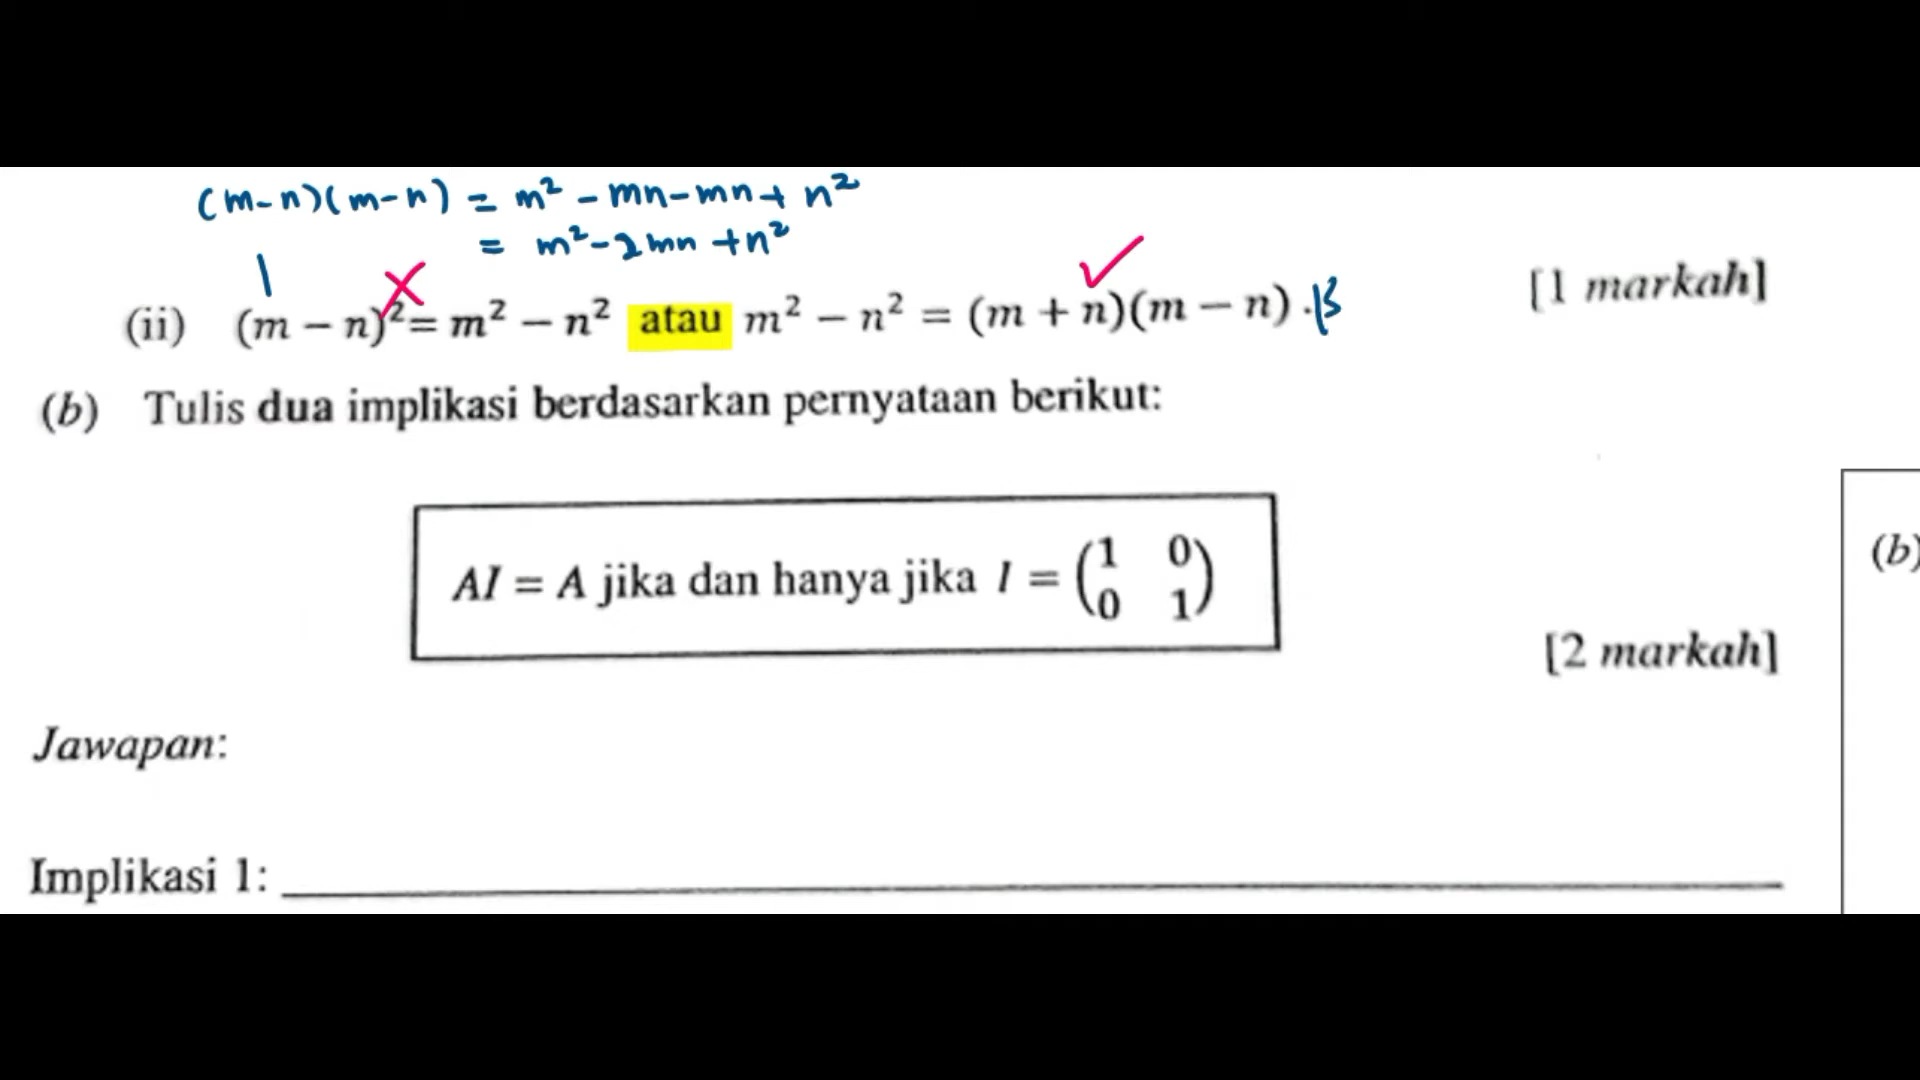 (m-n)(m-n) = m² - mn - mn + n²
= m² - 2mn + n²
(ii) (m − n)² = m² − n² atau m² − n² = (m + n)(m − n). B
[1 markah]
(b) Tulis dua implikasi berdasarkan pernyataan berikut:
AI = A jika dan hanya jika I = (1 0
0 1)
(b)
[2 markah]
Jawapan:
Implikasi 1: